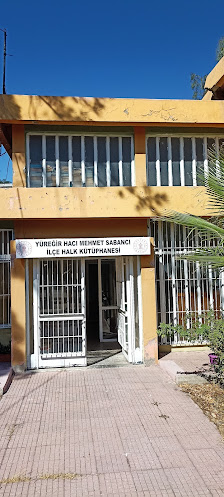 YÜREĞİR HACI MEHMET SABANCI
İLÇE HALK KÜTÜPHANESİ